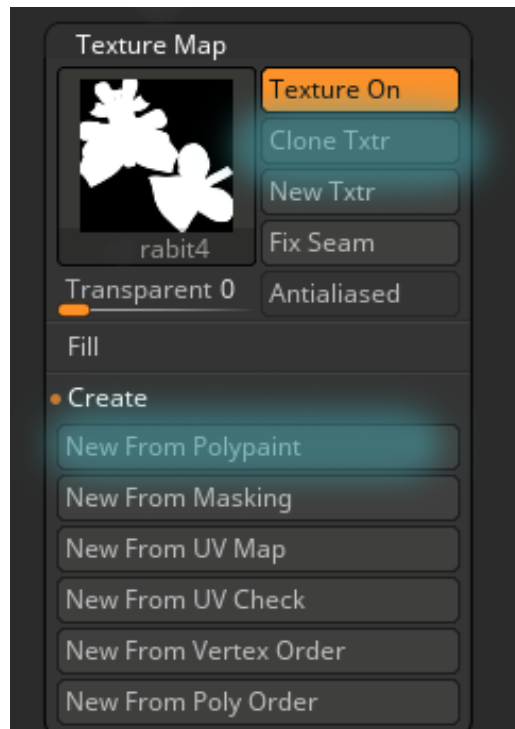 Texture Map
Texture On
Clone Txtr
New Txtr
rabit4
Fix Seam
Transparent 0
Antialiased
Fill
Create
New From Polypaint
New From Masking
New From UV Map
New From UV Check
New From Vertex Order
New From Poly Order